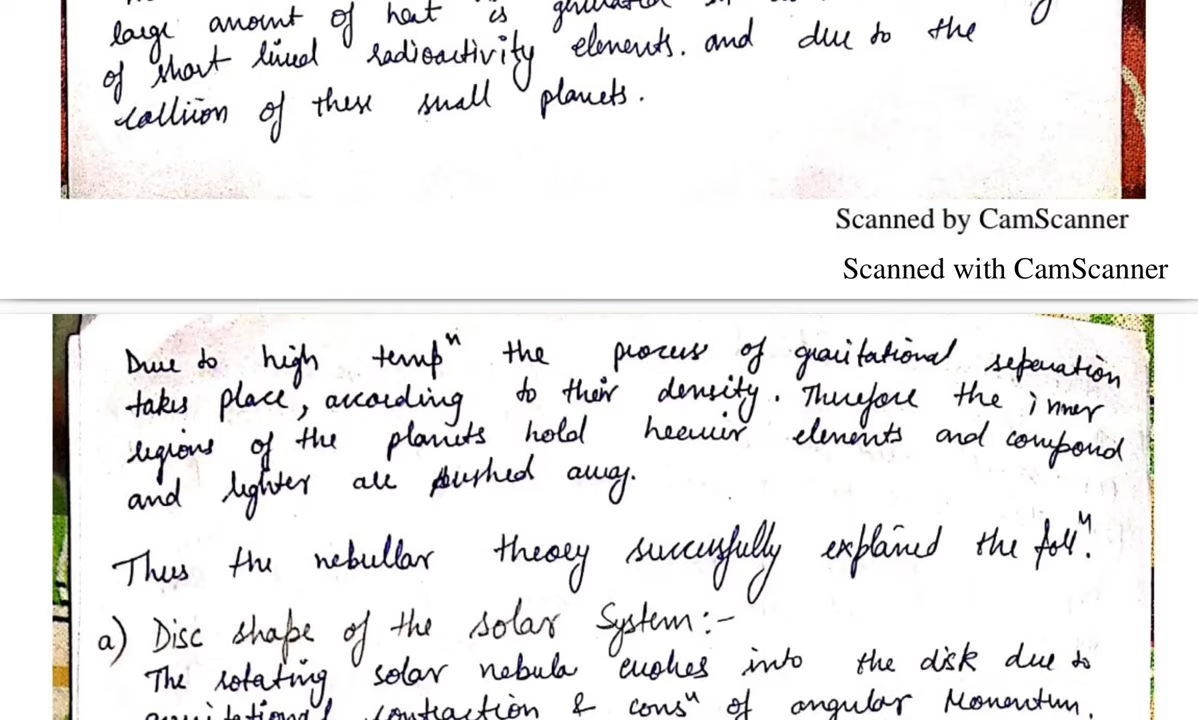 large amount of heat is
of short lived radioactivity elements. and due to the
collision of these small planets.
Scanned by CamScanner
Scanned with CamScanner
Due to high tempⁿ the process of gravitational seperation
takes place, according to their density. Therefore the inner
regions of the planets hold heavier elements and compound
and lighter are pushed away.
Thus the nebullar theory successfully explained the follⁿ.
a) Disc shape of the solar System:-
The rotating solar nebula into the disk due to
contraction & consⁿ of angular Momentum.